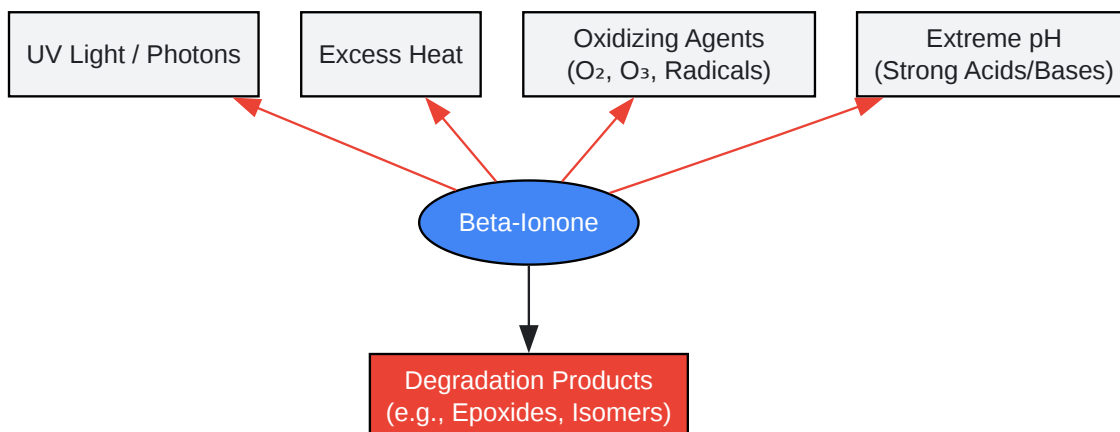 UV Light / Photons
Excess Heat
Oxidizing Agents
(O₂, O₃, Radicals)
Extreme pH
(Strong Acids/Bases)
Beta-Ionone
Degradation Products
(e.g., Epoxides, Isomers)